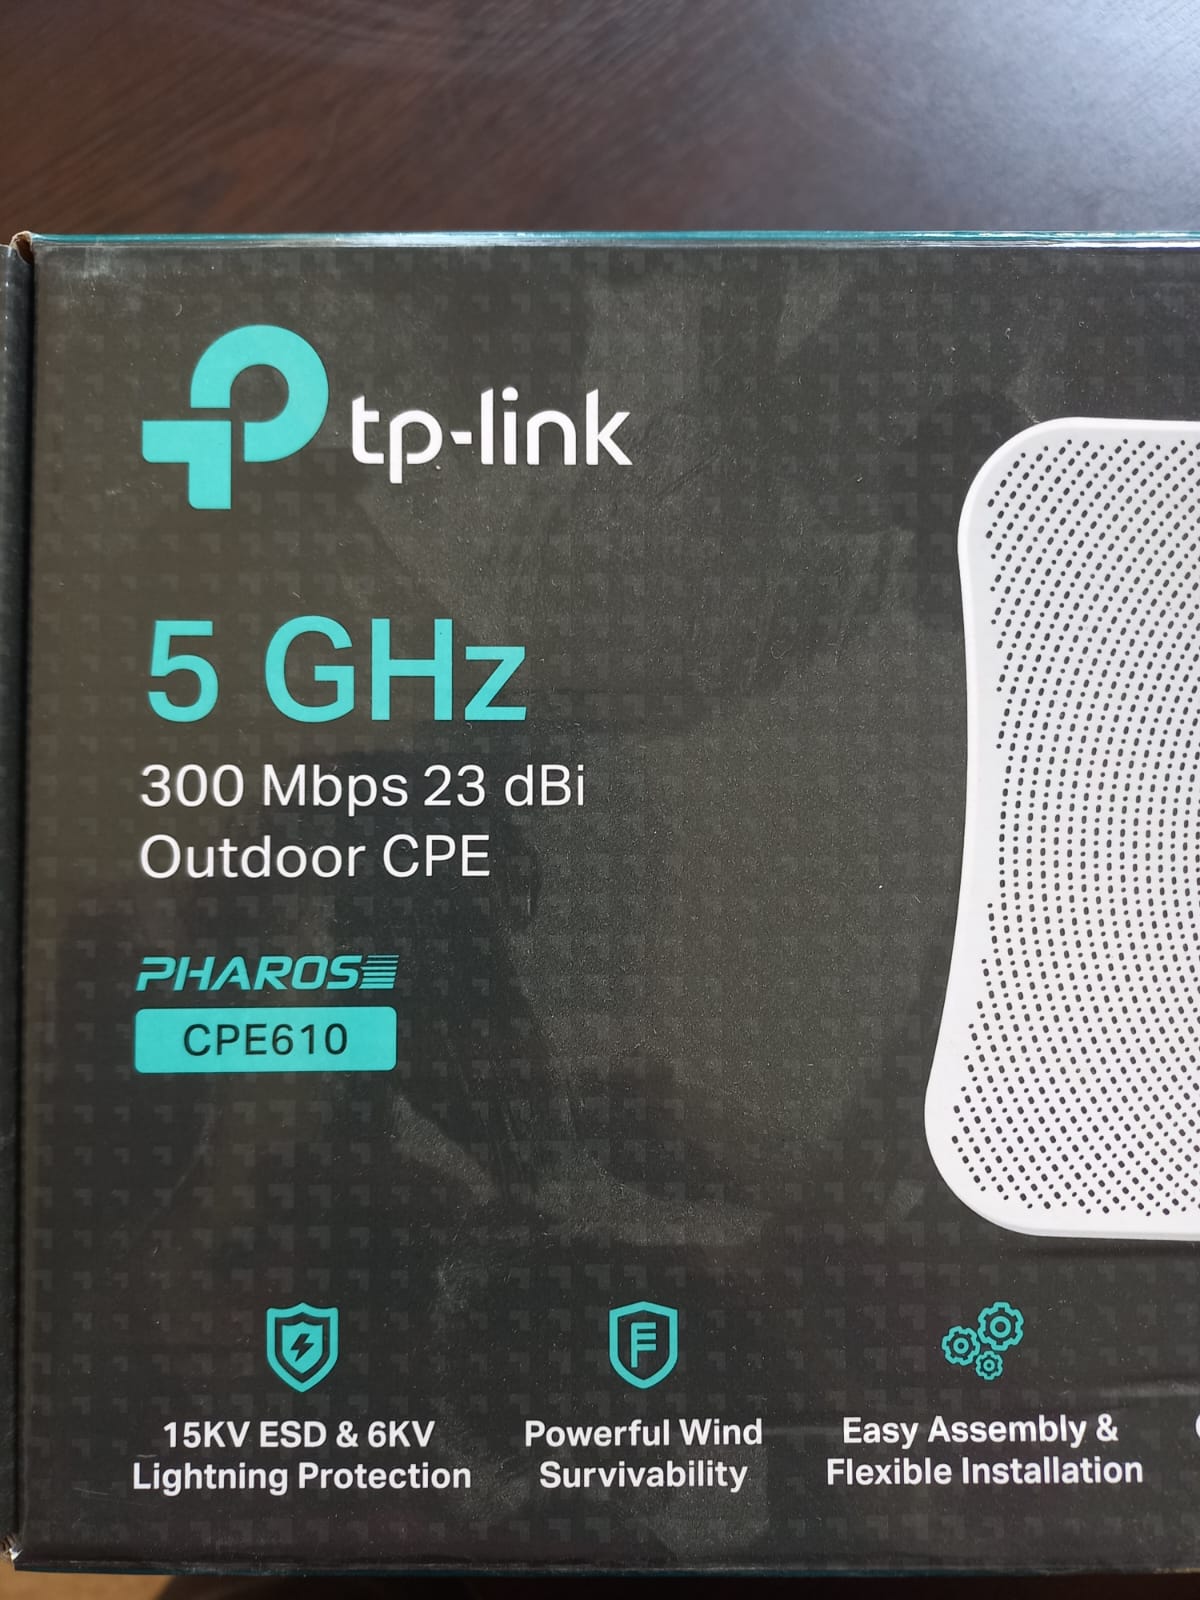 tp-link
5 GHz
300 Mbps 23 dBi
Outdoor CPE
PHAROS
CPE610
15KV ESD & 6KV
Lightning Protection
Powerful Wind
Survivability
Easy Assembly &
Flexible Installation